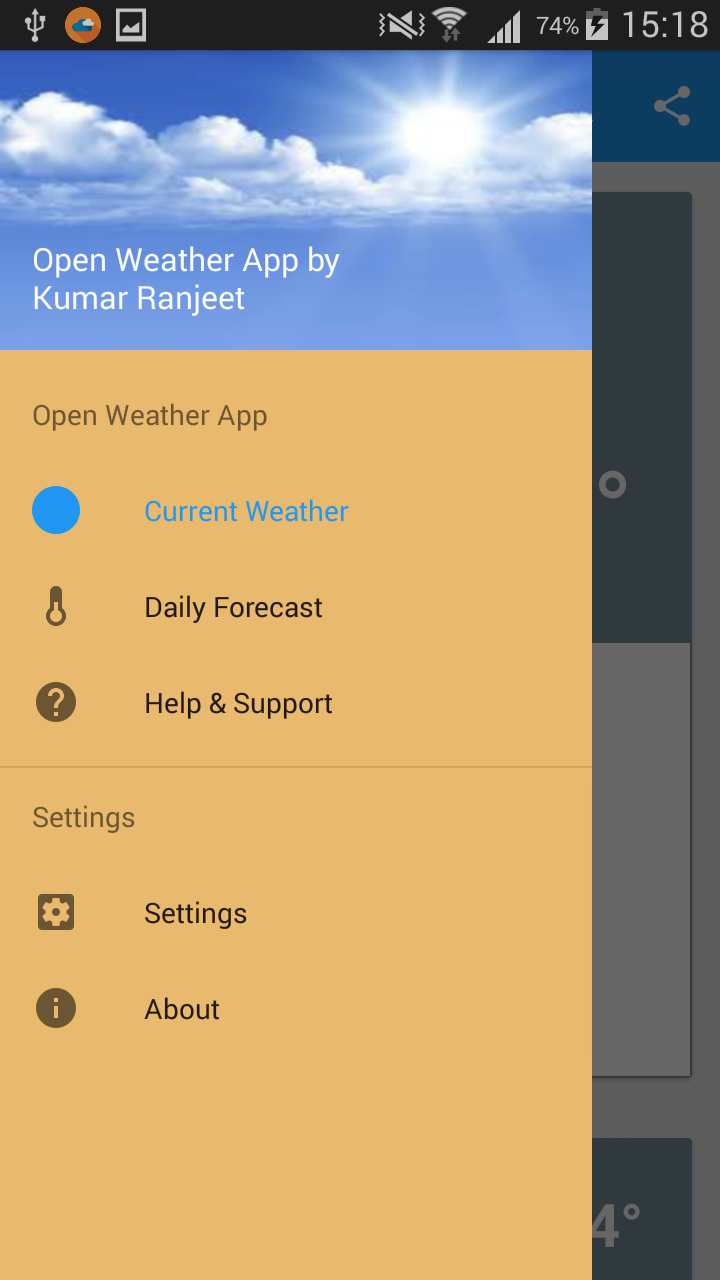 74% 15:18
Open Weather App by
Kumar Ranjeet
Open Weather App
Current Weather
Daily Forecast
Help & Support
Settings
Settings
About
4°